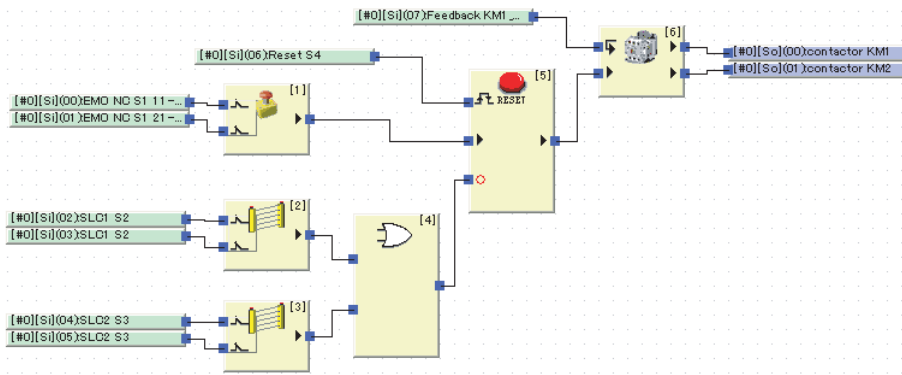 [#0][Si](07):Feedback KM1 _...
[6]
[#0][So](00):contactor KM1
[#0][So](01):contactor KM2
[#0][Si](06):Reset S4
[5]
RESET
[#0][Si](00):EMO NC S1 11-...
[#0][Si](01):EMO NC S1 21-...
[1]
[#0][Si](02):SLC1 S2
[#0][Si](03):SLC1 S2
[2]
[4]
[#0][Si](04):SLC2 S3
[#0][Si](05):SLC2 S3
[3]